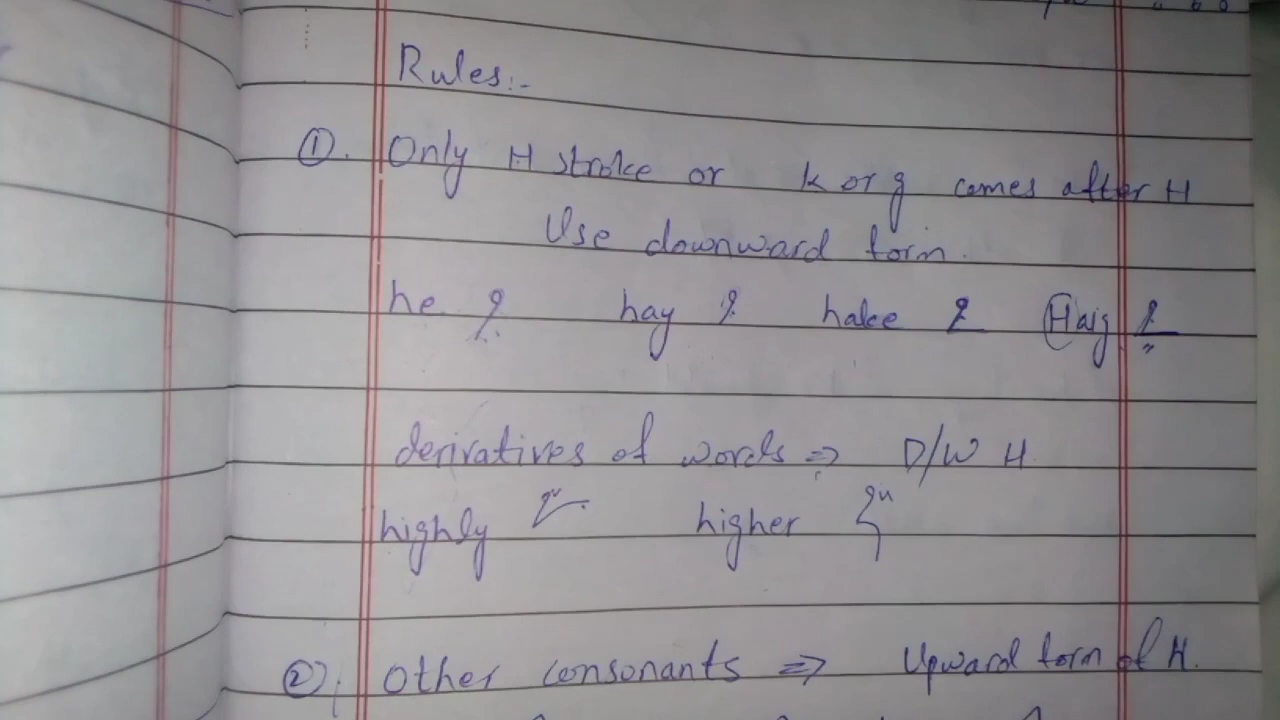 Rules:-
①. Only H stroke or k or g comes after H
Use downward form.
he hay hake Haig
derivatives of words ⇒ D/W H
highly higher
②. Other consonants ⇒ Upward form of H.